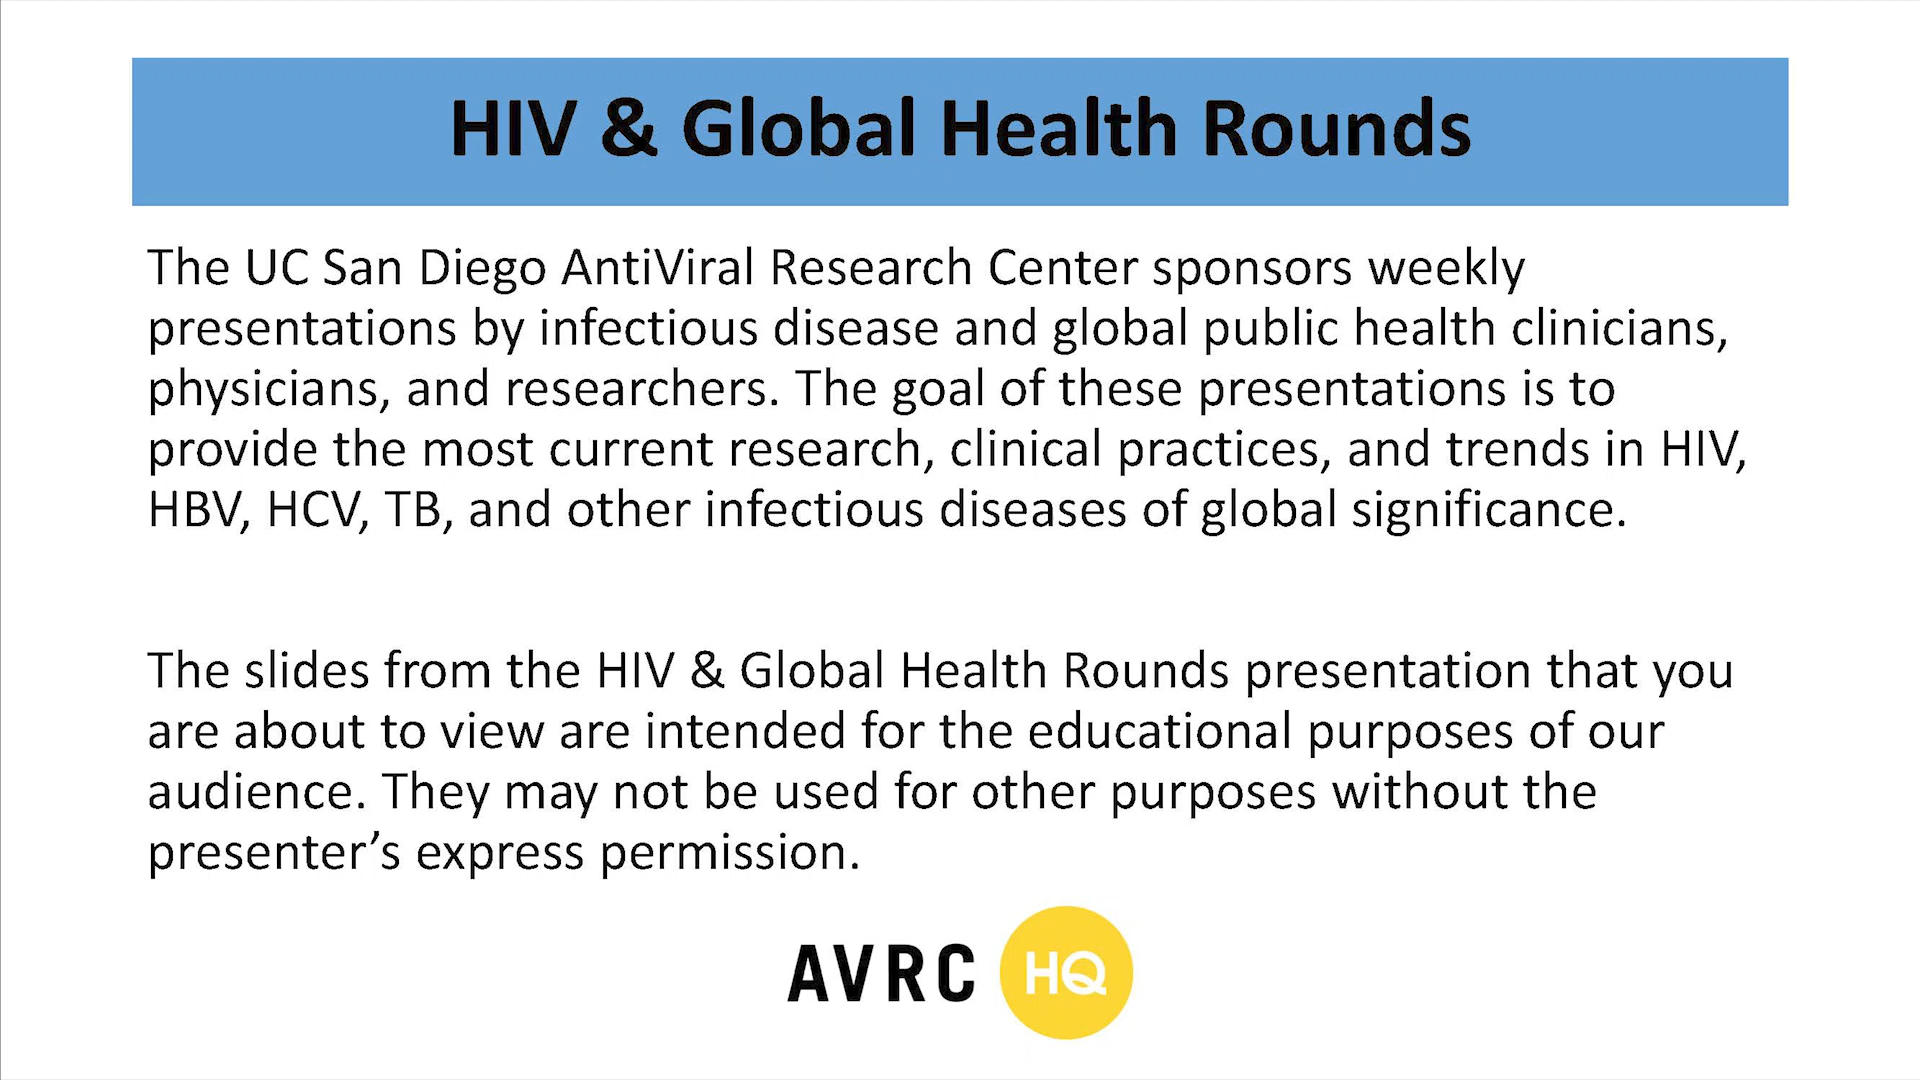 HIV & Global Health Rounds
The UC San Diego AntiViral Research Center sponsors weekly
presentations by infectious disease and global public health clinicians,
physicians, and researchers. The goal of these presentations is to
provide the most current research, clinical practices, and trends in HIV,
HBV, HCV, TB, and other infectious diseases of global significance.
The slides from the HIV & Global Health Rounds presentation that you
are about to view are intended for the educational purposes of our
audience. They may not be used for other purposes without the
presenter’s express permission.
AVRC HQ